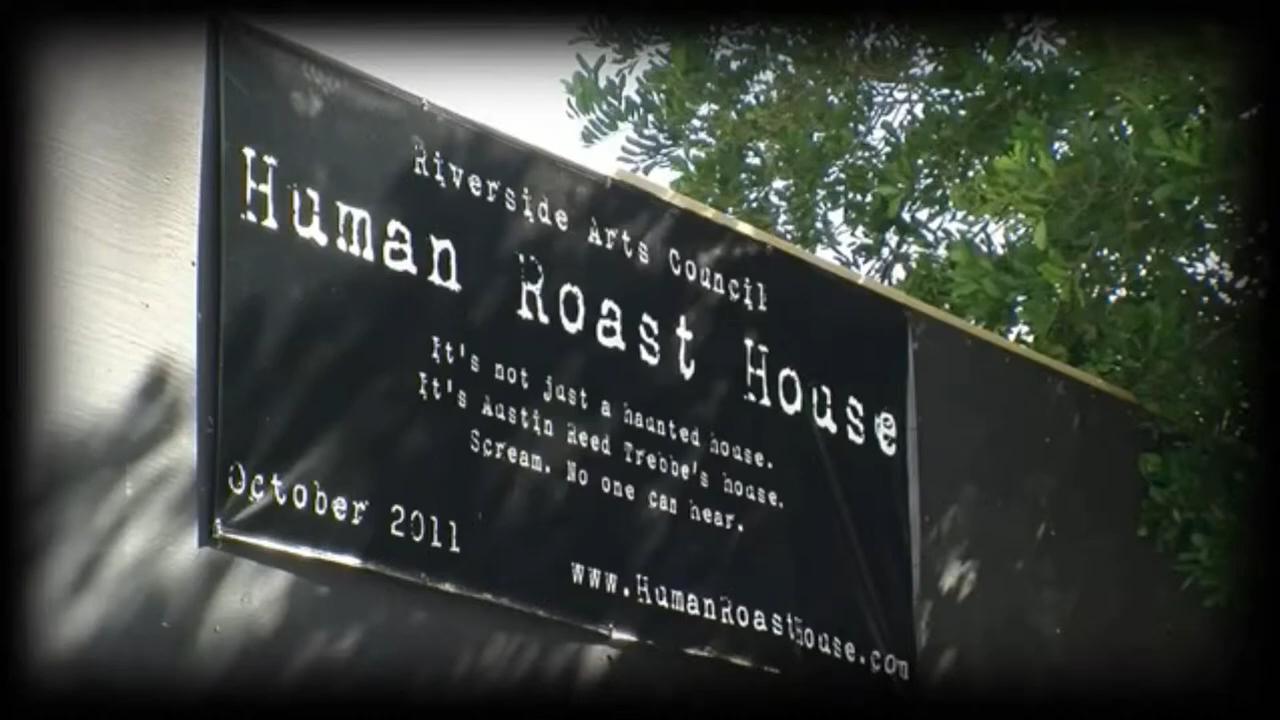 Riverside Arts Council
Human Roast House
It's not just a haunted house.
It's Austin Reed Trebbe's house.
Scream. No one can hear.
October 2011
www.HumanRoastHouse.com